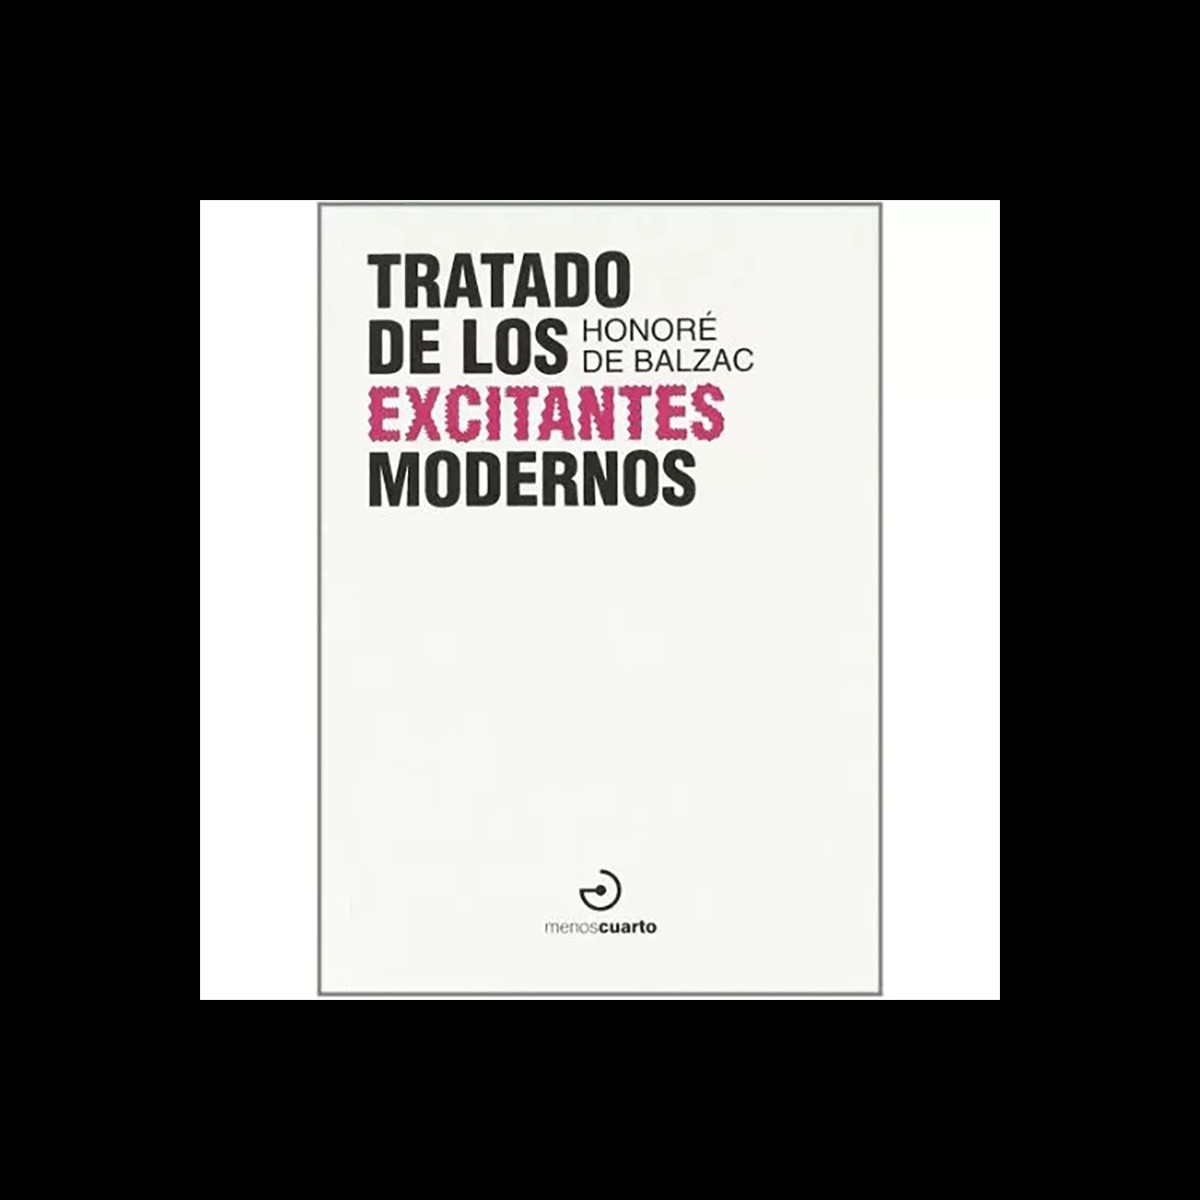 TRATADO
DE LOS
HONORÉ
DE BALZAC
EXCITANTES
MODERNOS
menoscuarto